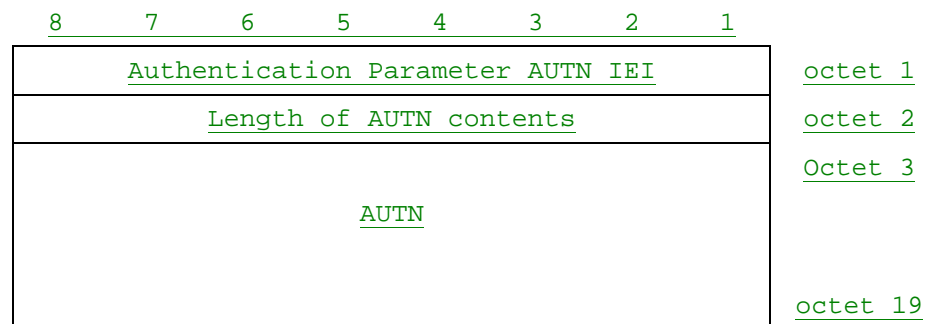 8 7 6 5 4 3 2 1
Authentication Parameter AUTN IEI octet 1
Length of AUTN contents octet 2
Octet 3
AUTN
octet 19